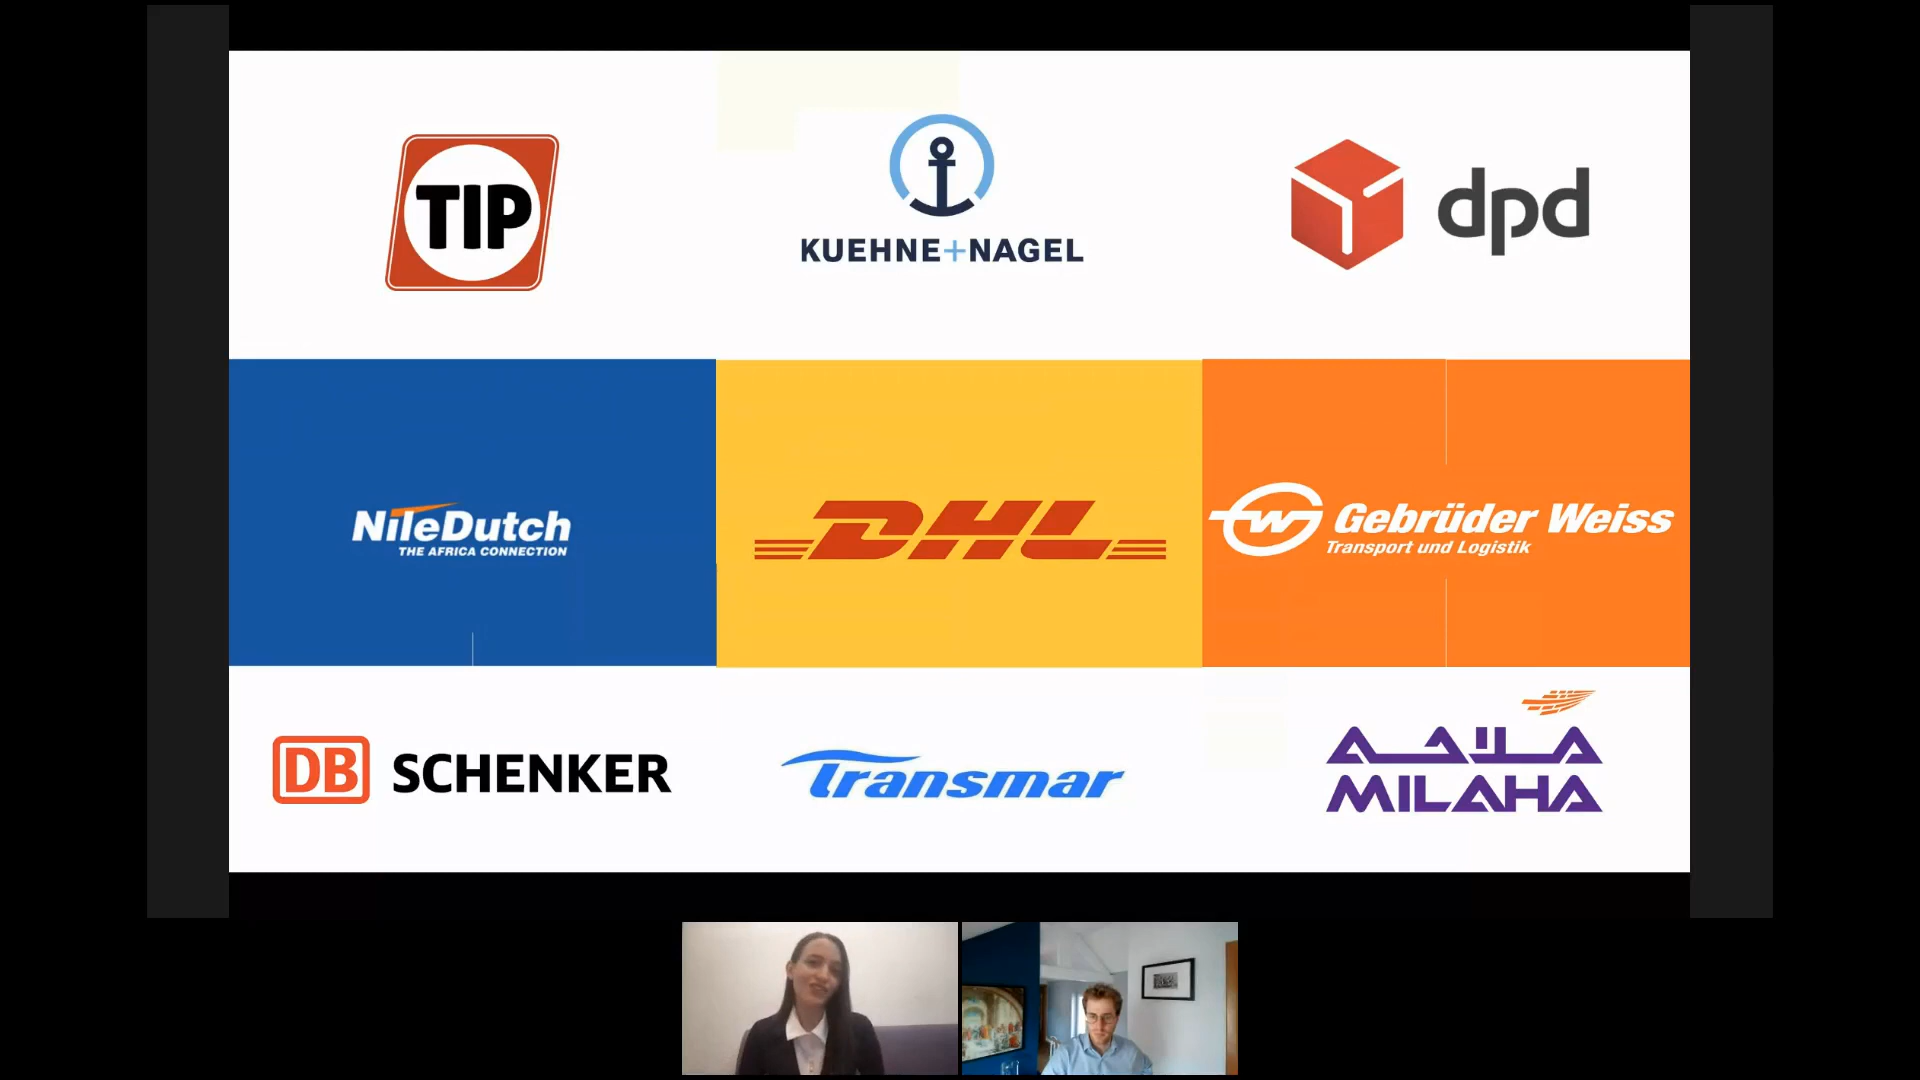 TIP
KUEHNE+NAGEL
dpd
NileDutch
THE AFRICA CONNECTION
DHL
GW Gebrüder Weiss
Transport und Logistik
DB SCHENKER
transmar
ملاحة
MILAHA